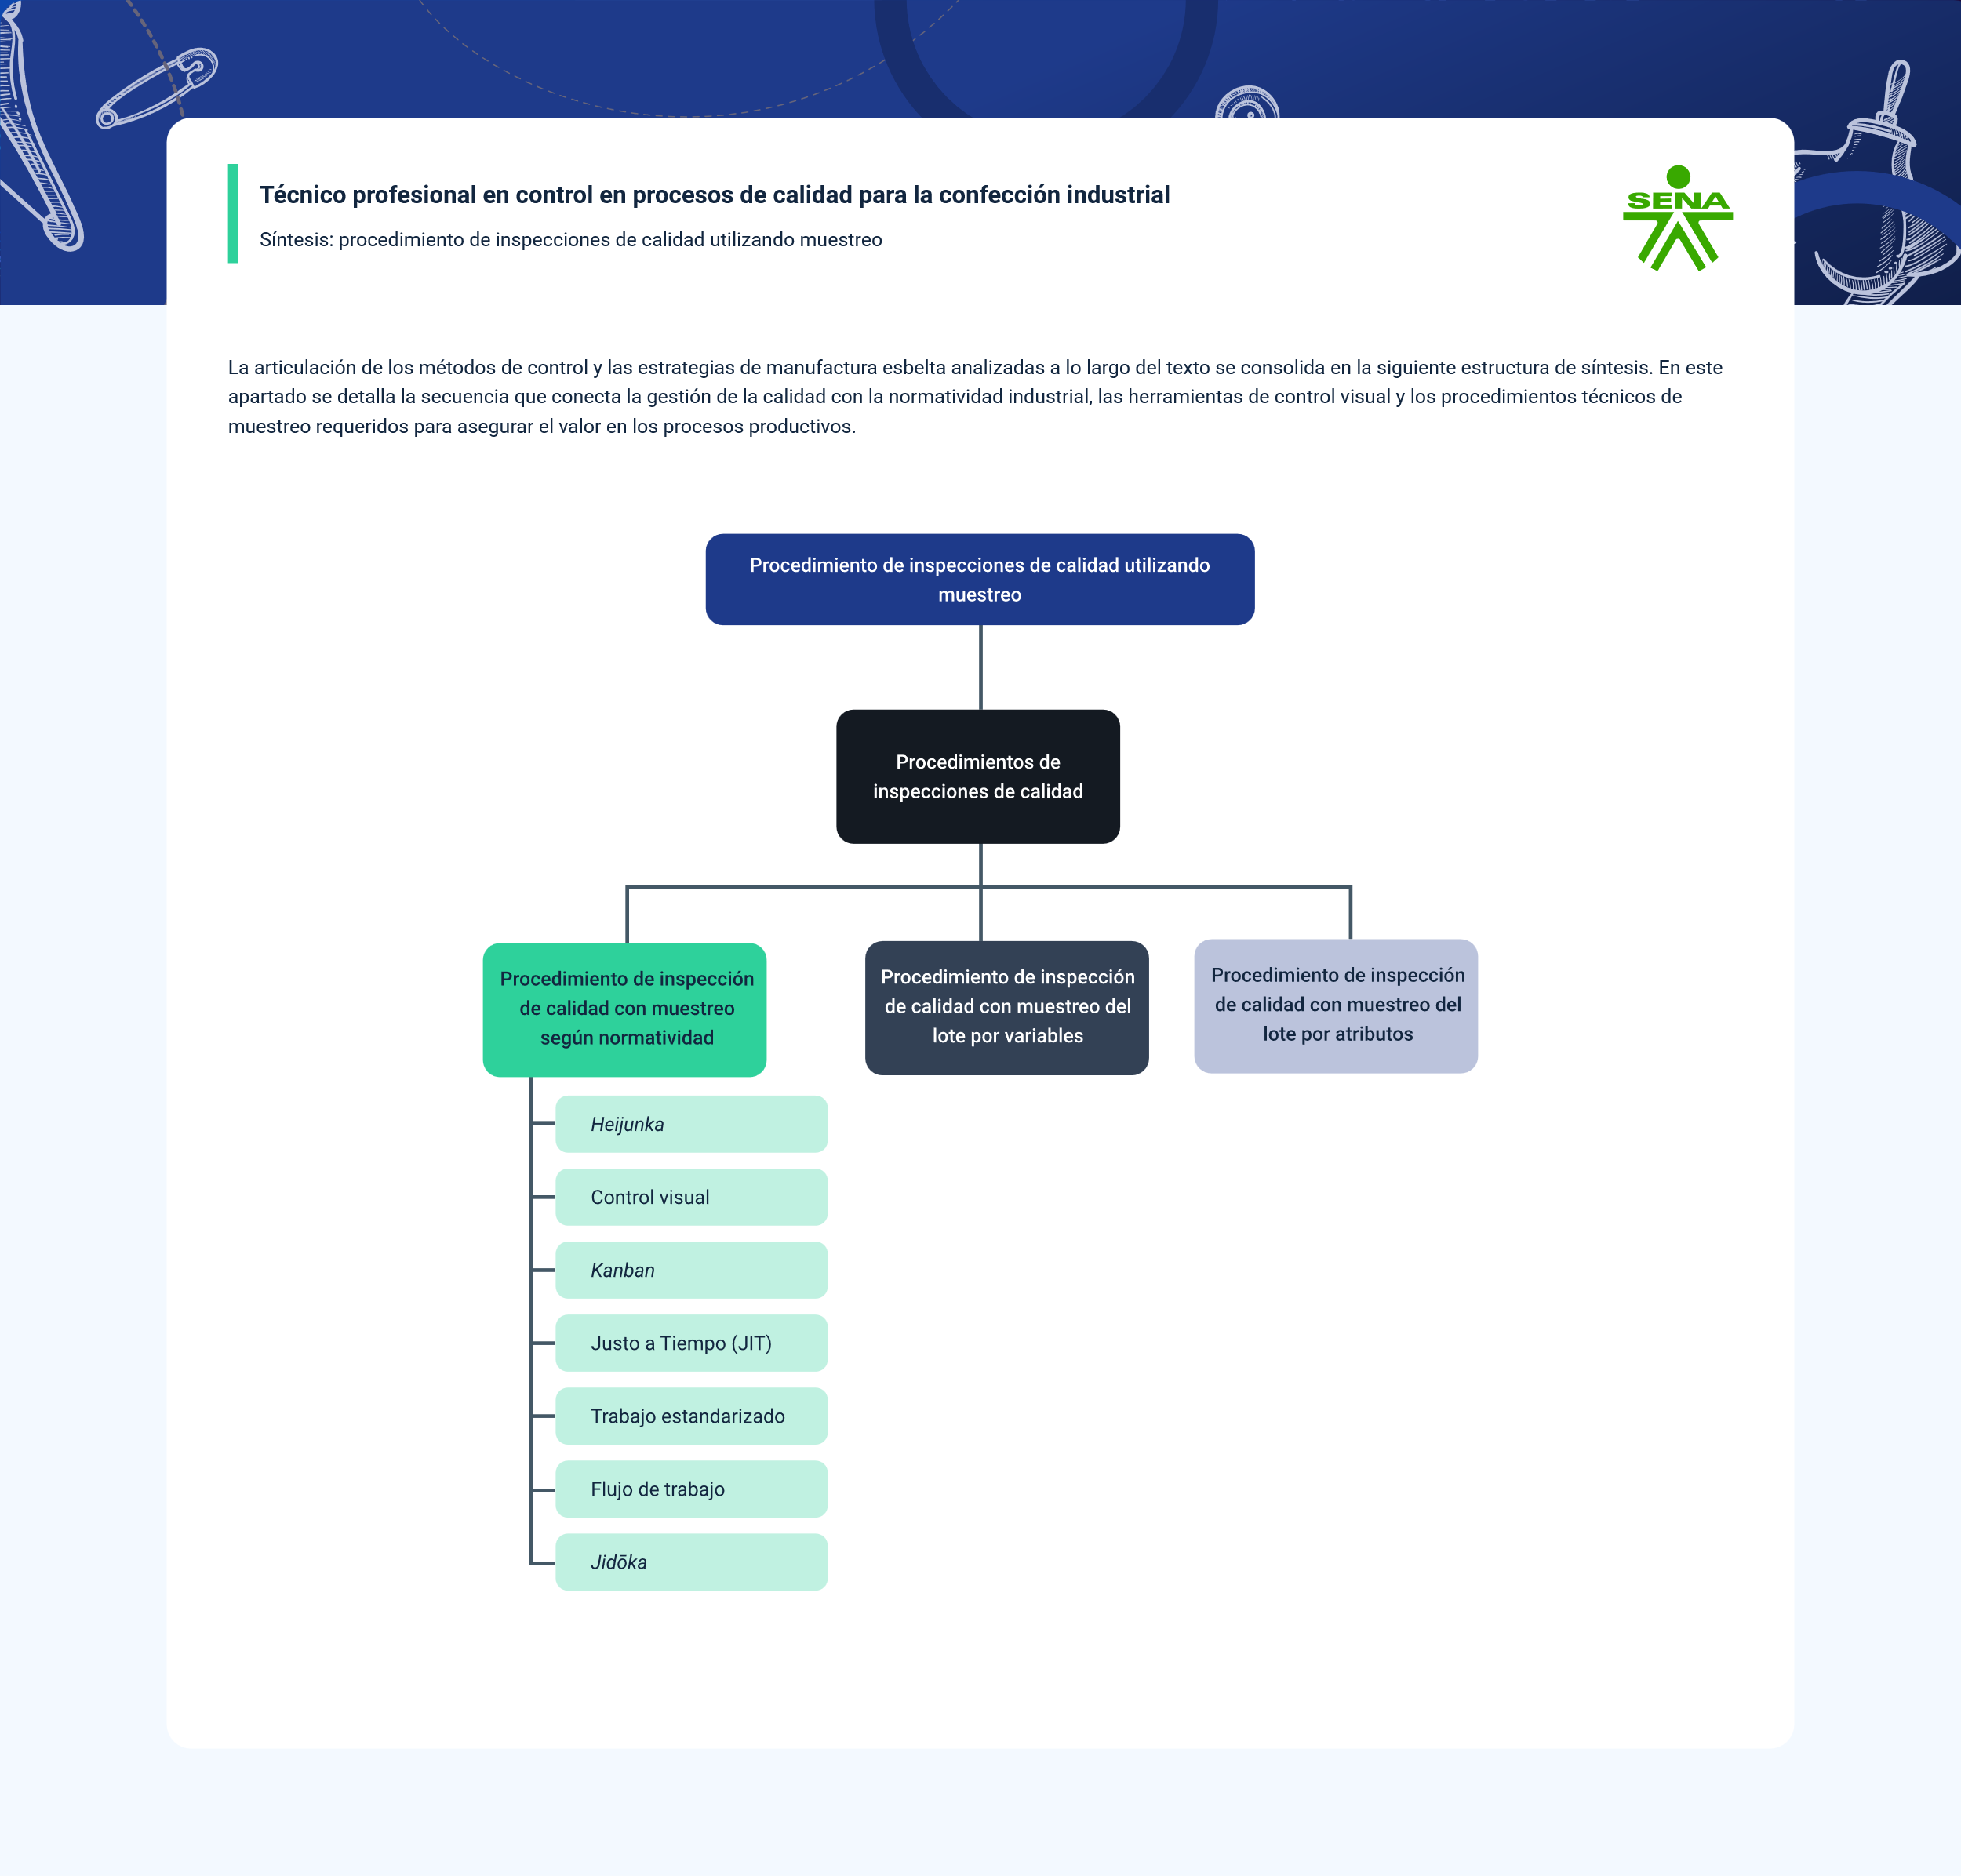 Técnico profesional en control en procesos de calidad para la confección industrial
Síntesis: procedimiento de inspecciones de calidad utilizando muestreo
SENA
La articulación de los métodos de control y las estrategias de manufactura esbelta analizadas a lo largo del texto se consolida en la siguiente estructura de síntesis. En este
apartado se detalla la secuencia que conecta la gestión de la calidad con la normatividad industrial, las herramientas de control visual y los procedimientos técnicos de
muestreo requeridos para asegurar el valor en los procesos productivos.
Procedimiento de inspecciones de calidad utilizando
muestreo
Procedimientos de
inspecciones de calidad
Procedimiento de inspección
de calidad con muestreo
según normatividad
Procedimiento de inspección
de calidad con muestreo del
lote por variables
Procedimiento de inspección
de calidad con muestreo del
lote por atributos
Heijunka
Control visual
Kanban
Justo a Tiempo (JIT)
Trabajo estandarizado
Flujo de trabajo
Jidōka